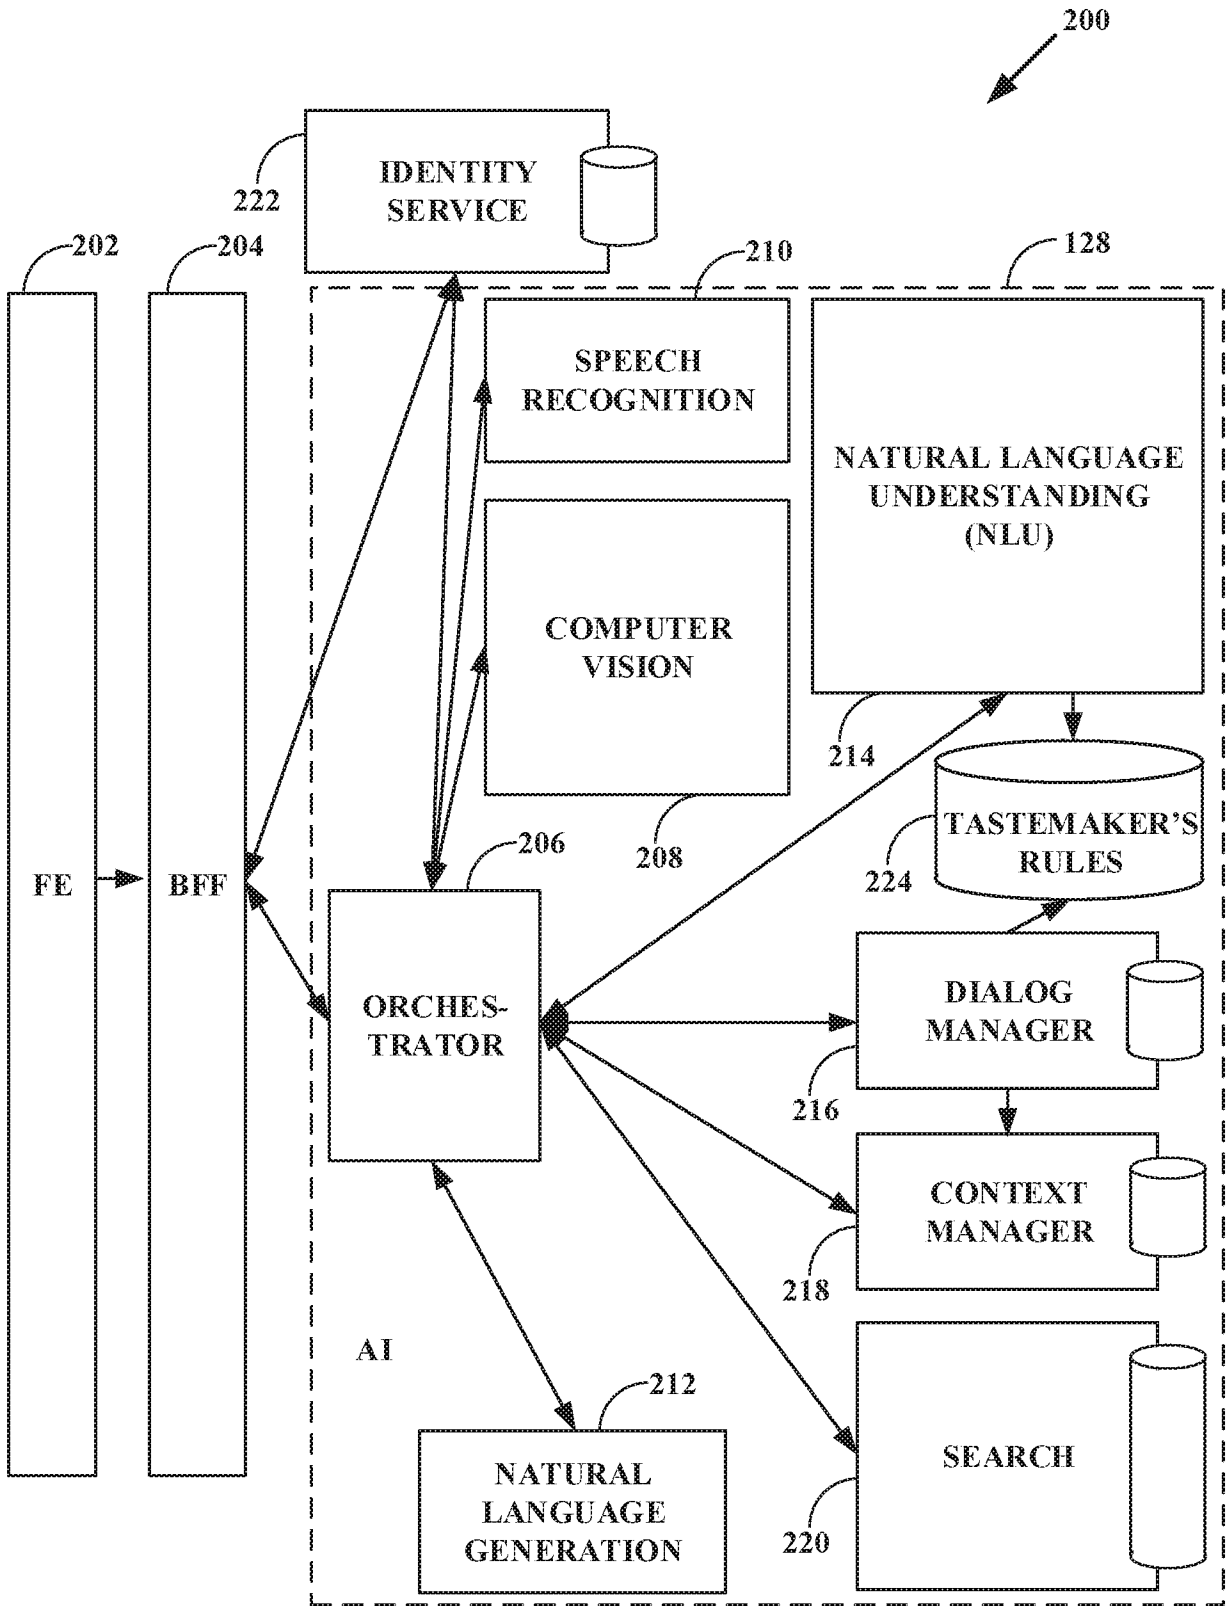 200
IDENTITY
SERVICE
222
202
204
210
128
SPEECH
RECOGNITION
NATURAL LANGUAGE
UNDERSTANDING
(NLU)
COMPUTER
VISION
214
208
TASTEMAKER'S
RULES
224
206
FE
BFF
ORCHES-
TRATOR
DIALOG
MANAGER
216
CONTEXT
MANAGER
218
AI
212
NATURAL
LANGUAGE
GENERATION
SEARCH
220